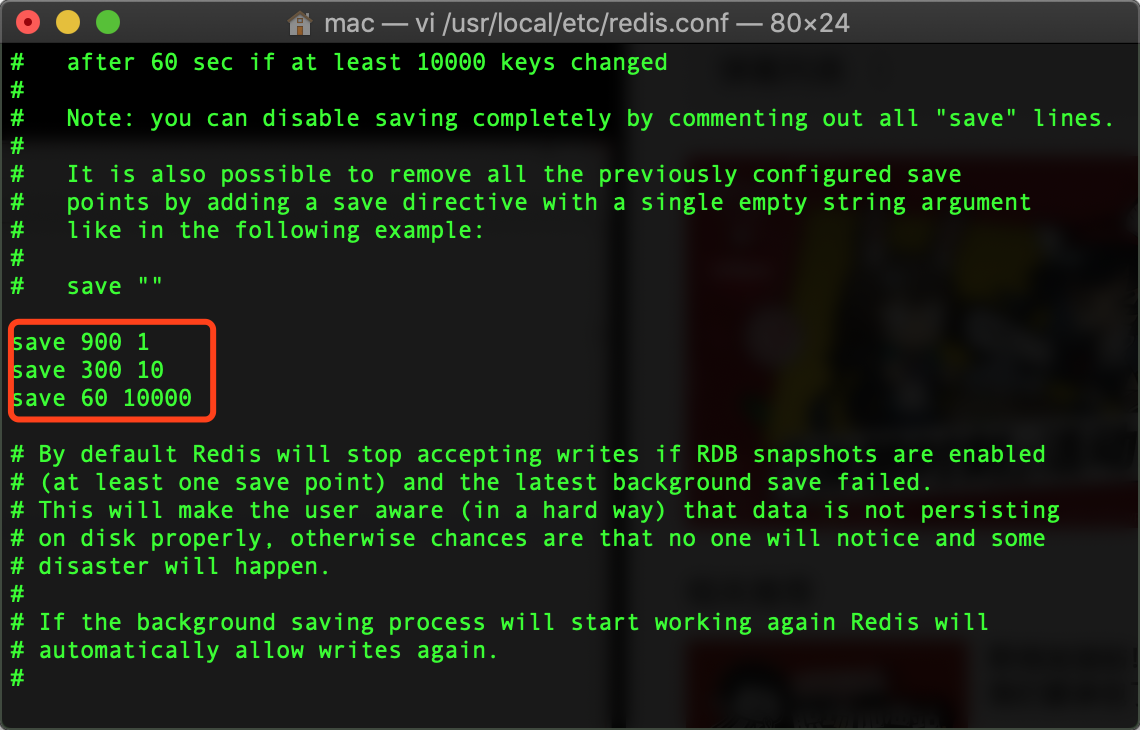 mac — vi /usr/local/etc/redis.conf — 80×24
#   after 60 sec if at least 10000 keys changed
#
#   Note: you can disable saving completely by commenting out all "save" lines.
#
#   It is also possible to remove all the previously configured save
#   points by adding a save directive with a single empty string argument
#   like in the following example:
#
#   save ""
save 900 1
save 300 10
save 60 10000
# By default Redis will stop accepting writes if RDB snapshots are enabled
# (at least one save point) and the latest background save failed.
# This will make the user aware (in a hard way) that data is not persisting
# on disk properly, otherwise chances are that no one will notice and some
# disaster will happen.
#
# If the background saving process will start working again Redis will
# automatically allow writes again.
#